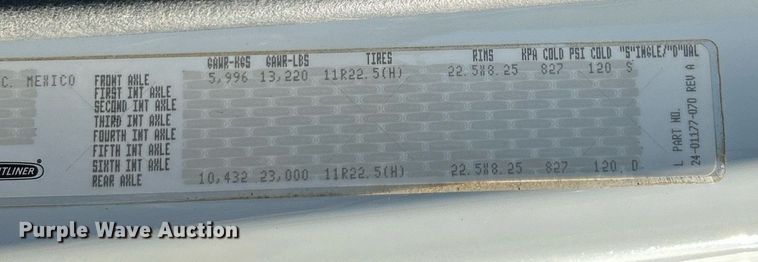 GAWR-KGS GAWR-LBS TIRES RIMS KPA COLD PSI COLD "S"INGLE/"D"UAL
C. MEXICO FRONT AXLE 5,996 13,220 11R22.5(H) 22.5X8.25 827 120 S
FIRST INT AXLE
SECOND INT AXLE
THIRD INT AXLE
FOURTH INT AXLE
FIFTH INT AXLE
SIXTH INT AXLE
REAR AXLE 10,432 23,000 11R22.5(H) 22.5X8.25 827 120 D
TLINER
L PART NO.
24-01177-070 REV A
Purple Wave Auction